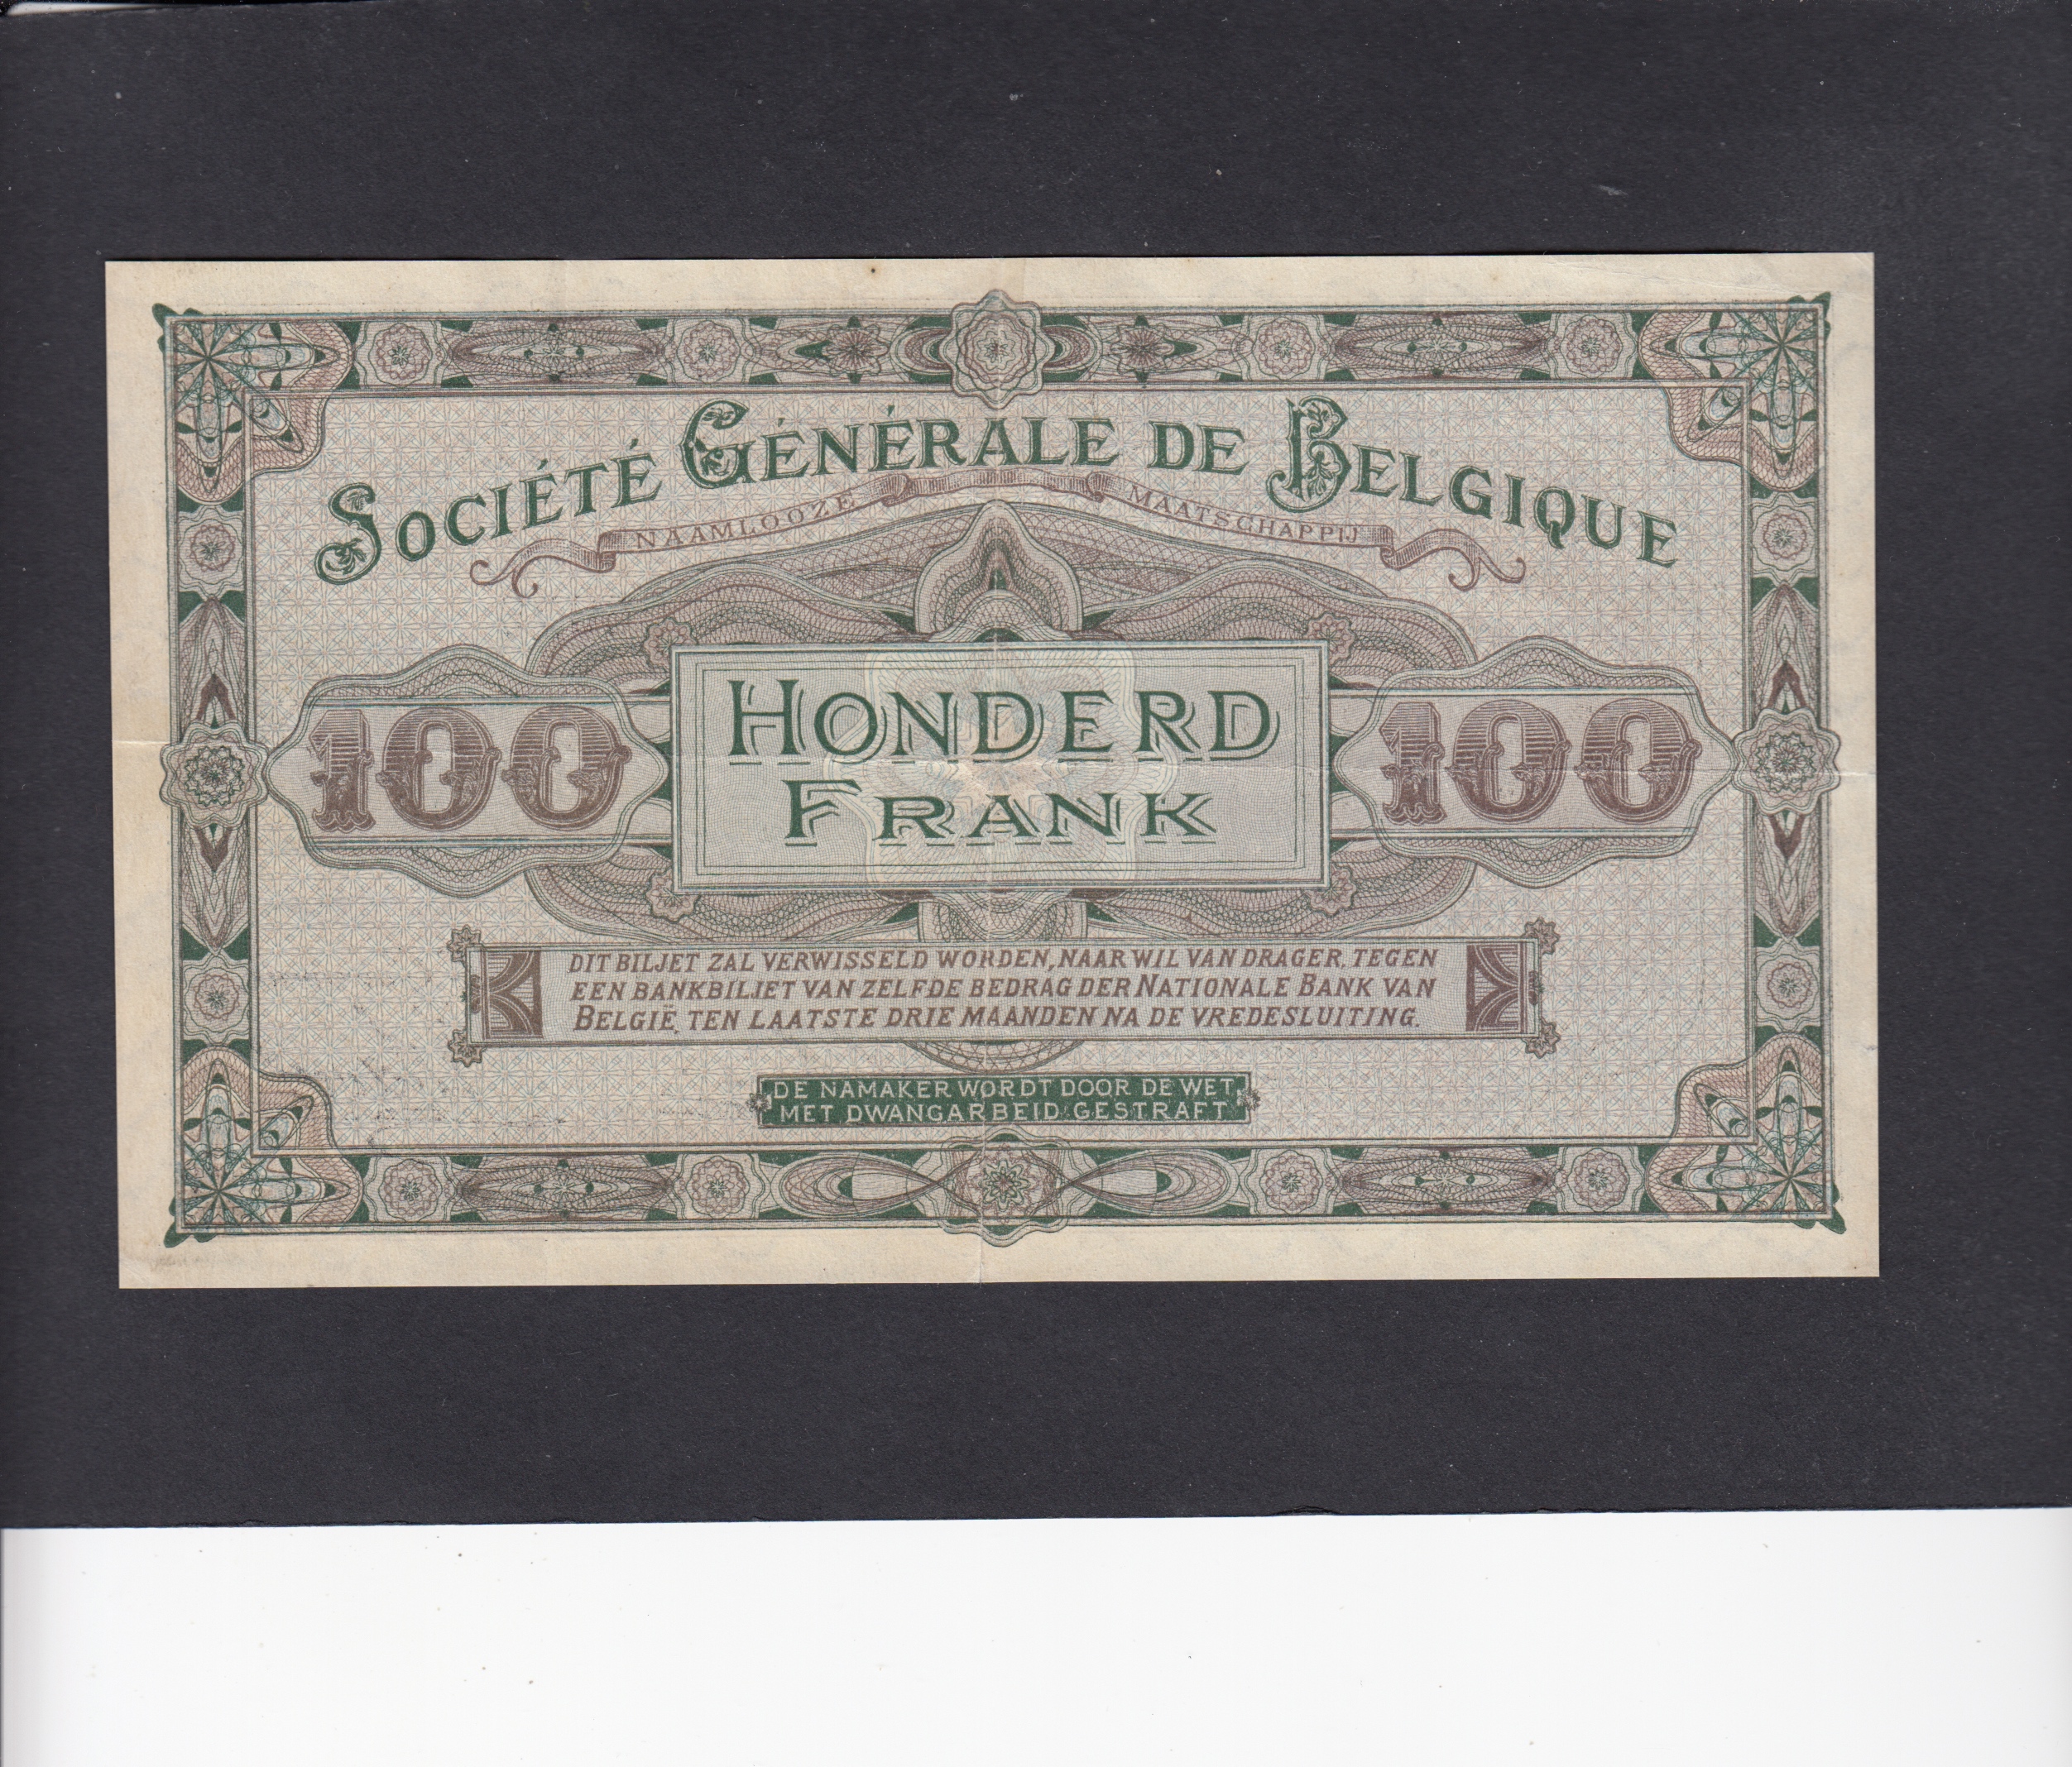 SOCIÉTÉ GÉNÉRALE DE BELGIQUE
NAAMLOOZE MAATSCHAPPIJ
100 HONDERD 100
FRANK
DIT BILJET ZAL VERWISSELD WORDEN, NAAR WIL VAN DRAGER, TEGEN
EEN BANKBILJET VAN ZELFDE BEDRAG DER NATIONALE BANK VAN
BELGIË, TEN LAATSTE DRIE MAANDEN NA DE VREDESLUITING.
DE NAMAKER WORDT DOOR DE WET
MET DWANGARBEID GESTRAFT